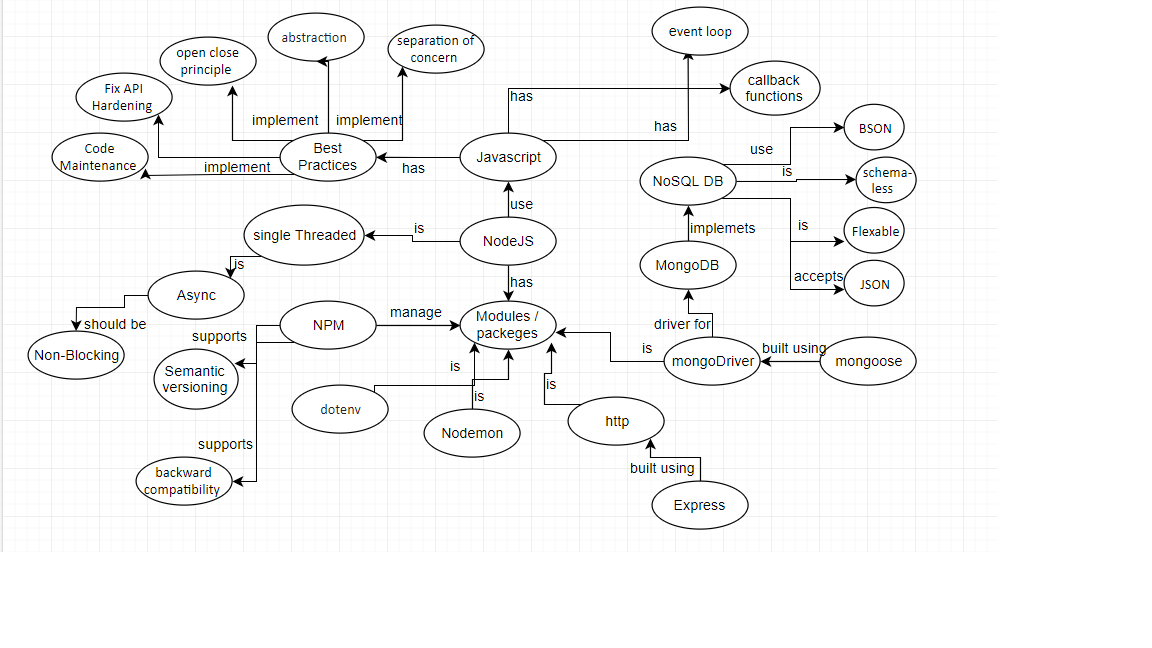 event loop
abstraction
separation of
concern
open close
principle
callback
functions
Fix API
Hardening
has
implement
implement
has
BSON
Code
Maintenance
Best
Practices
Javascript
use
implement
has
NoSQL DB
is
schema-
less
use
single Threaded
is
NodeJS
implemets
is
Flexable
is
MongoDB
Async
has
accepts
JSON
should be
NPM
manage
Modules /
packeges
driver for
supports
Non-Blocking
is
mongoDriver
built using
mongoose
Semantic
versioning
is
is
is
dotenv
Nodemon
http
supports
built using
backward
compatibility
Express